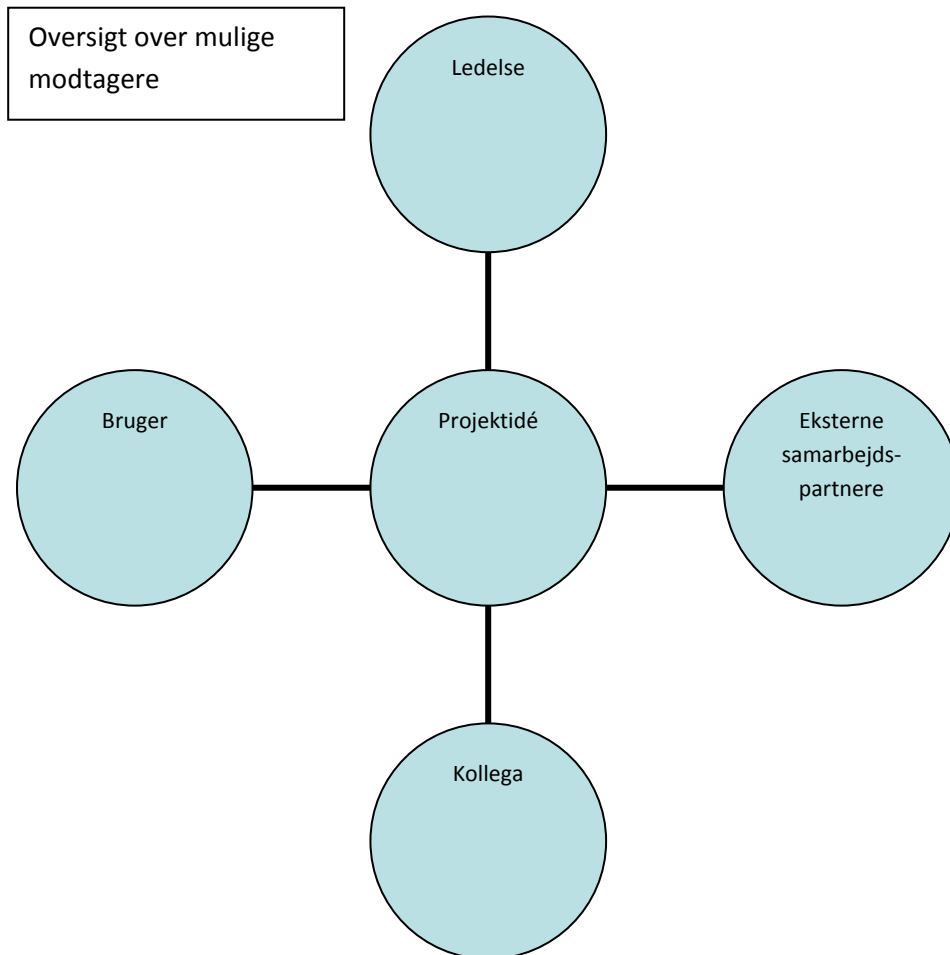 Oversigt over mulige
modtagere
Ledelse
Bruger
Projektidé
Eksterne
samarbejds-
partnere
Kollega